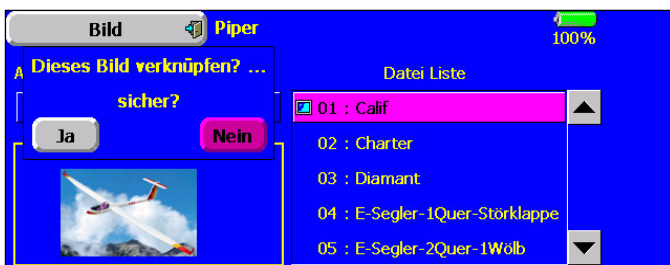 Bild Piper 100%
Dieses Bild verknüpfen? ...
sicher?
Ja Nein
Datei Liste
01 : Calif
02 : Charter
03 : Diamant
04 : E-Segler-1Quer-Störklappe
05 : E-Segler-2Quer-1Wölb